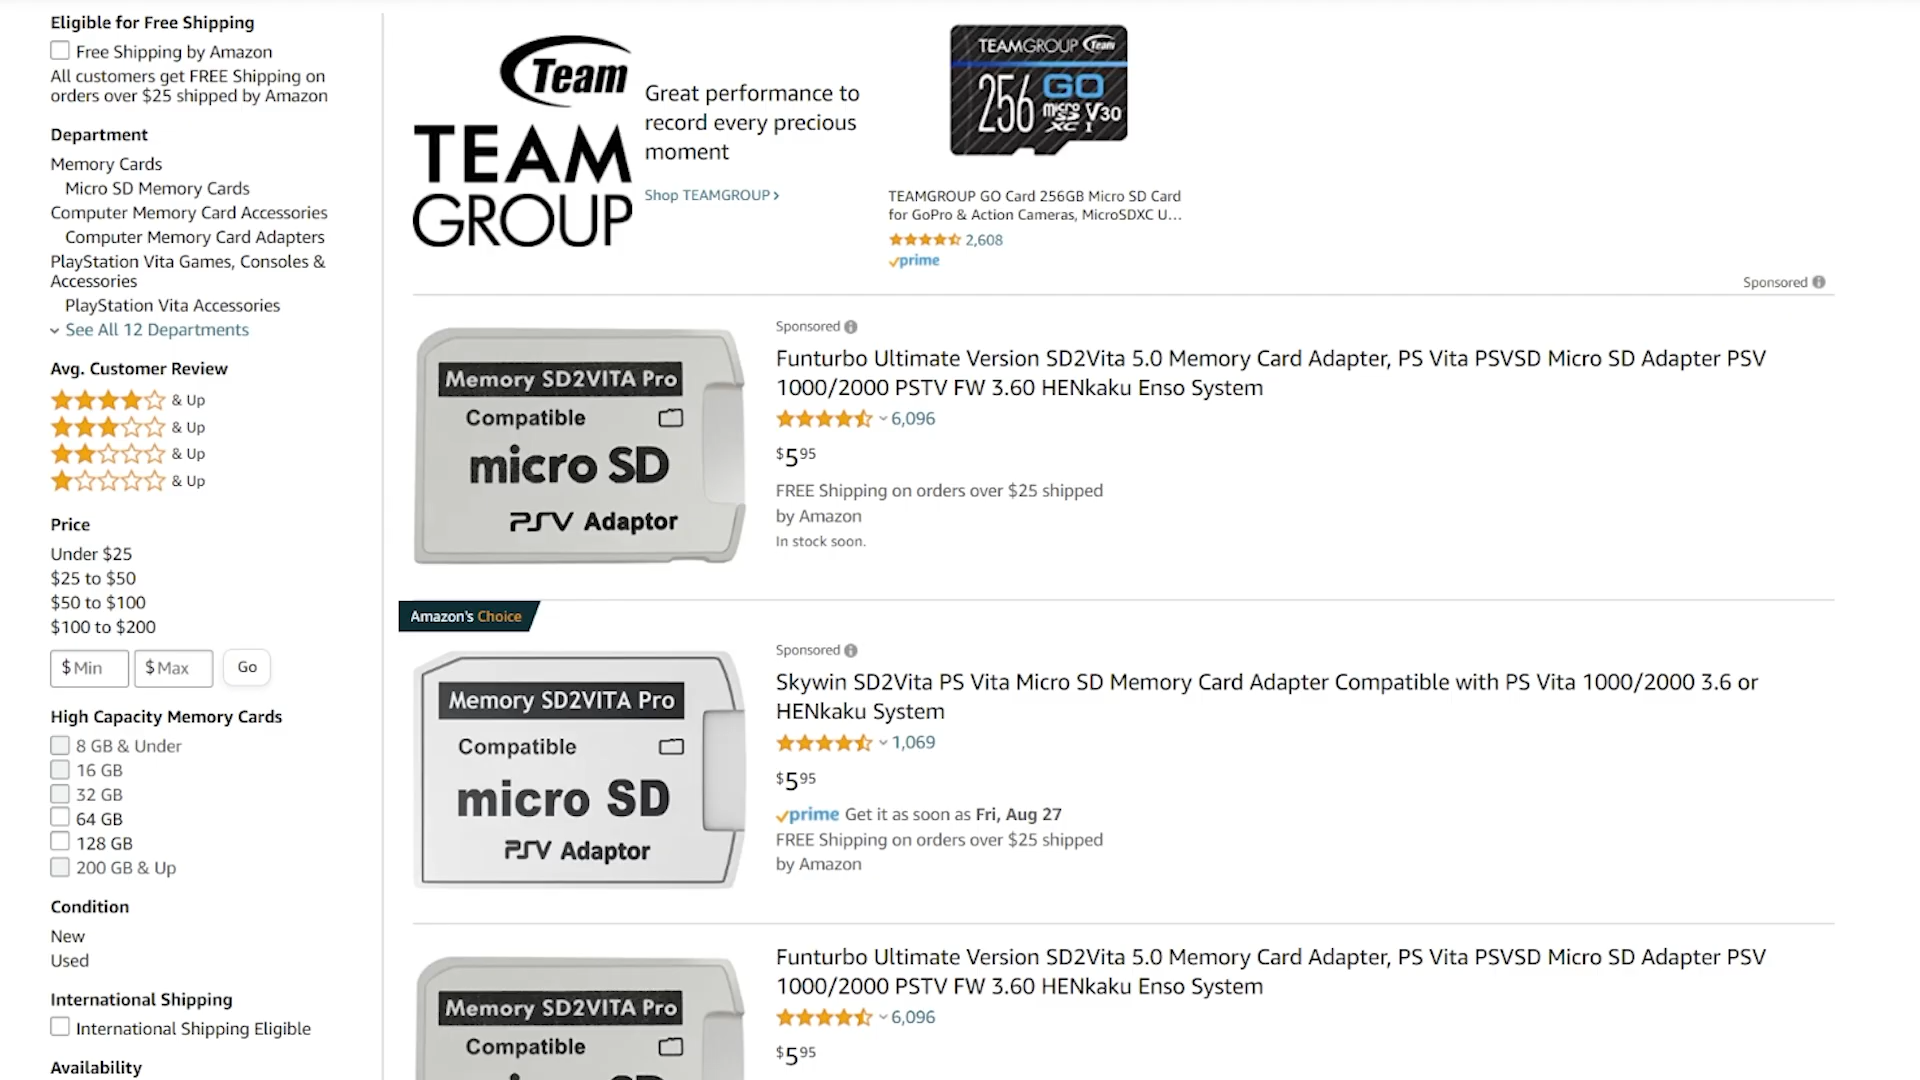 Eligible for Free Shipping
Free Shipping by Amazon
All customers get FREE Shipping on
orders over $25 shipped by Amazon
Department
Memory Cards
Micro SD Memory Cards
Computer Memory Card Accessories
Computer Memory Card Adapters
PlayStation Vita Games, Consoles &
Accessories
PlayStation Vita Accessories
See All 12 Departments
Avg. Customer Review
& Up
& Up
& Up
& Up
Price
Under $25
$25 to $50
$50 to $100
$100 to $200
$ Min $ Max Go
High Capacity Memory Cards
8 GB & Under
16 GB
32 GB
64 GB
128 GB
200 GB & Up
Condition
New
Used
International Shipping
International Shipping Eligible
Availability
Team
TEAM
GROUP
Great performance to
record every precious
moment
Shop TEAMGROUP
TEAMGROUP Team
256 GO
micro SD XC I V30
TEAMGROUP GO Card 256GB Micro SD Card
for GoPro & Action Cameras, MicroSDXC U...
2,608
prime
Sponsored
Memory SD2VITA Pro
Compatible
micro SD
PSV Adaptor
Sponsored
Funturbo Ultimate Version SD2Vita 5.0 Memory Card Adapter, PS Vita PSVSD Micro SD Adapter PSV
1000/2000 PSTV FW 3.60 HENkaku Enso System
6,096
$5 95
FREE Shipping on orders over $25 shipped
by Amazon
In stock soon.
Amazon's Choice
Memory SD2VITA Pro
Compatible
micro SD
PSV Adaptor
Sponsored
Skywin SD2Vita PS Vita Micro SD Memory Card Adapter Compatible with PS Vita 1000/2000 3.6 or
HENkaku System
1,069
$5 95
prime Get it as soon as Fri, Aug 27
FREE Shipping on orders over $25 shipped
by Amazon
Memory SD2VITA Pro
Compatible
Funturbo Ultimate Version SD2Vita 5.0 Memory Card Adapter, PS Vita PSVSD Micro SD Adapter PSV
1000/2000 PSTV FW 3.60 HENkaku Enso System
6,096
$5 95